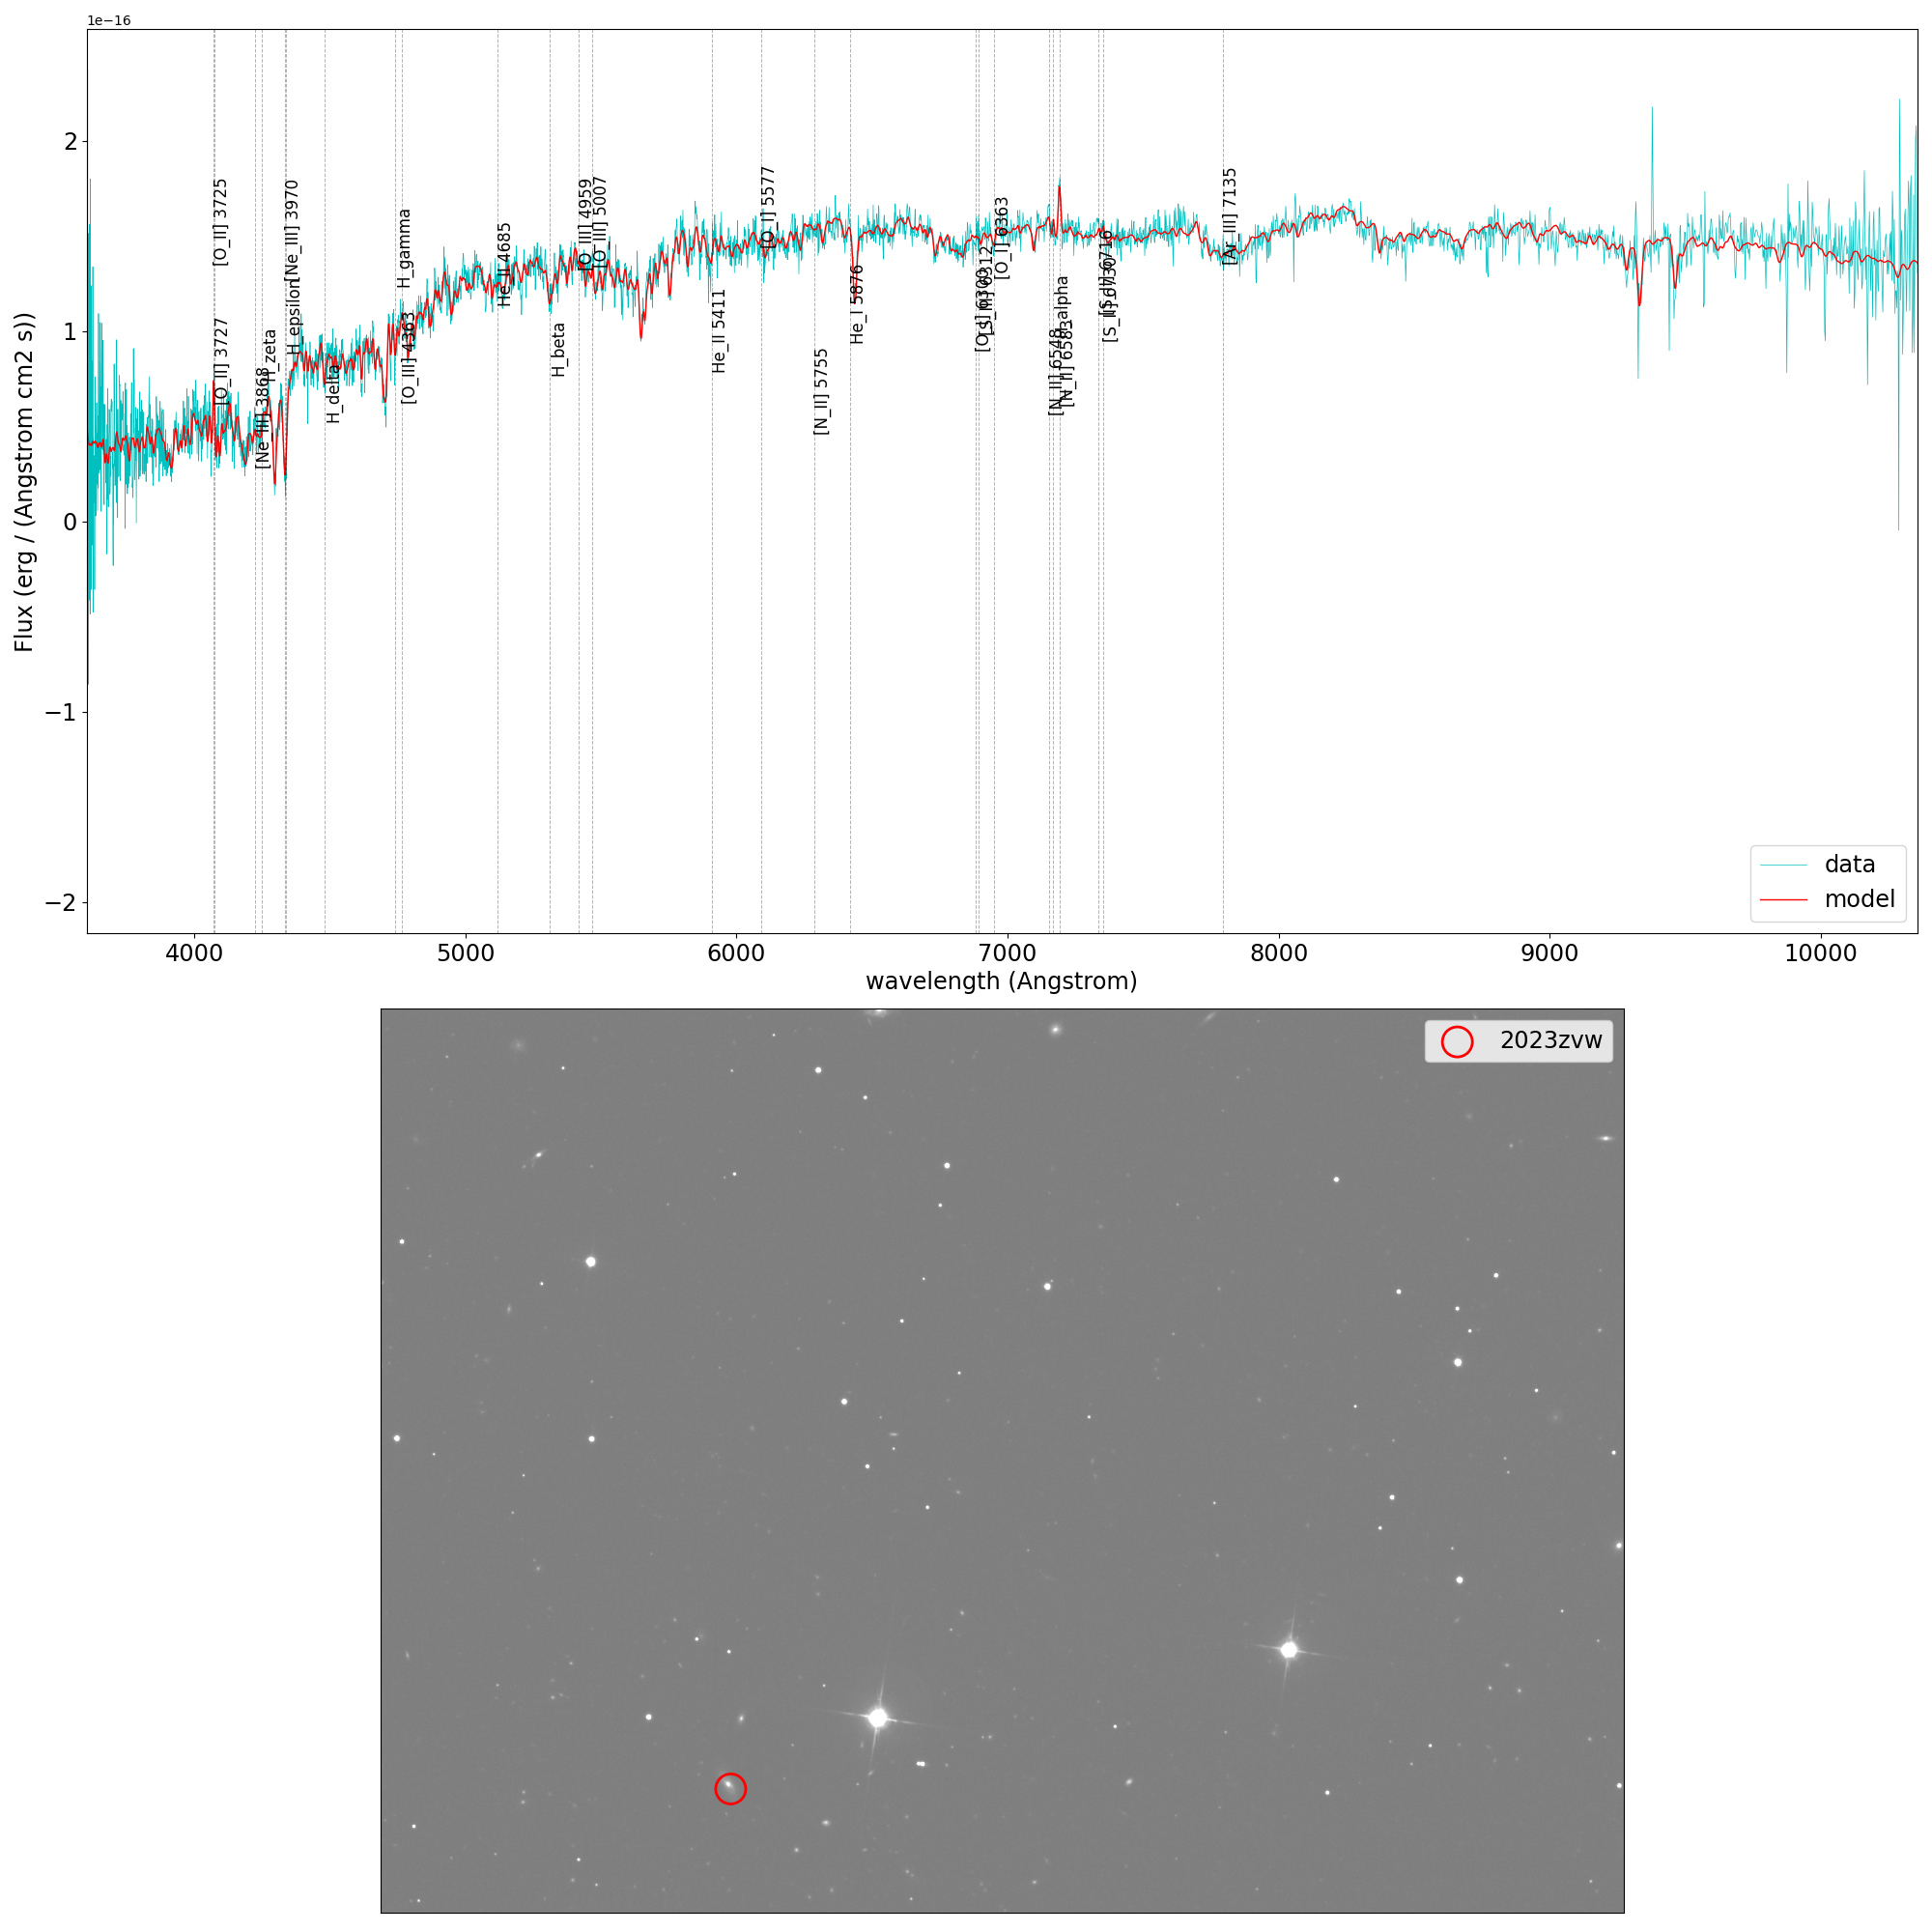 1e−16
[O_II] 3725
[O_II] 3727
[Ne_III] 3868
H_zeta
[Ne_III] 3970
H_epsilon
H_delta
H_gamma
[O_III] 4363
He_II 4685
H_beta
[O_III] 4959
[O_III] 5007
He_II 5411
[O_I] 5577
[N_II] 5755
He_I 5876
[O_I] 6300
[S_III] 6312
[O_I] 6363
[N_II] 6548
H_alpha
[N_II] 6583
[S_II] 6716
[S_II] 6730
[Ar_III] 7135
2
1
0
−1
−2
Flux (erg / (Angstrom cm2 s))
data
model
4000 5000 6000 7000 8000 9000 10000
wavelength (Angstrom)
2023zvw